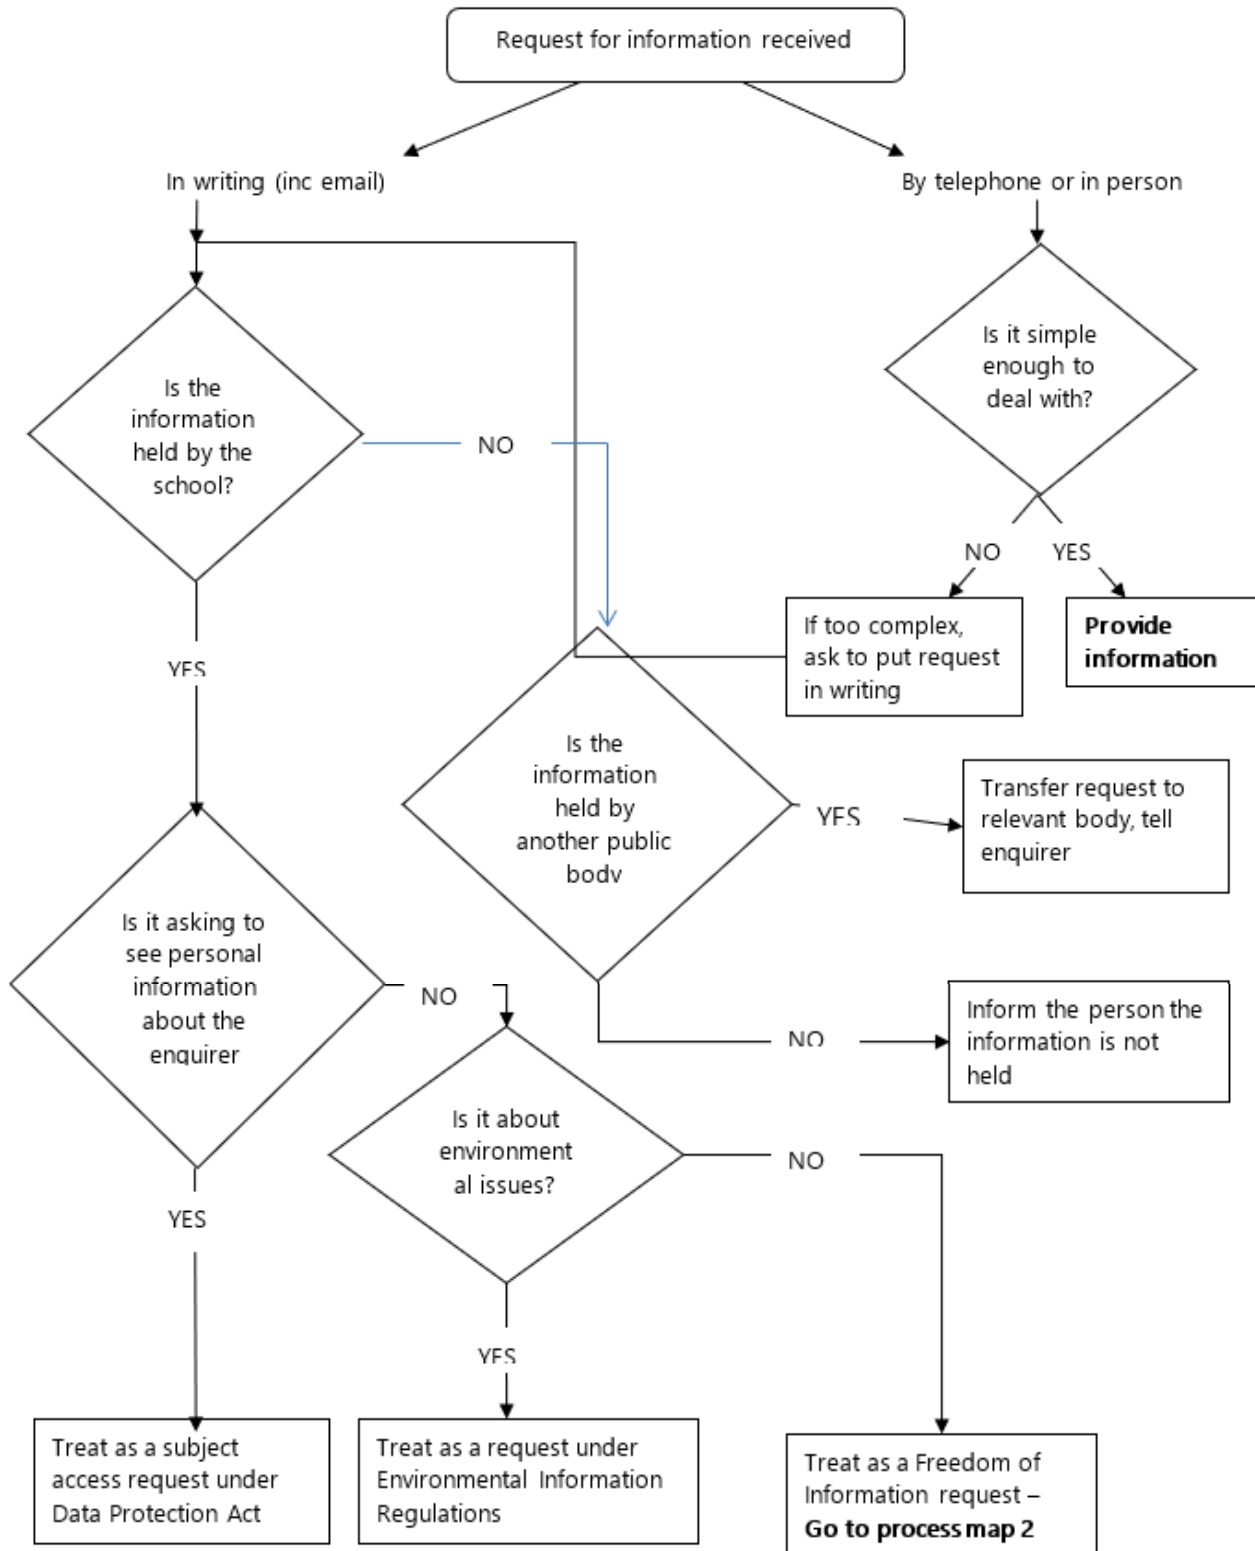 Request for information received
In writing (inc email)
By telephone or in person
Is it simple
enough to
deal with?
Is the
information
held by the
school?
NO
NO
YES
If too complex,
ask to put request
in writing
Provide
information
YES
Is the
information
held by
another public
body
YES
Transfer request to
relevant body, tell
enquirer
Is it asking to
see personal
information
about the
enquirer
NO
Inform the person the
information is not
held
NO
Is it about
environment
al issues?
NO
YES
YES
Treat as a subject
access request under
Data Protection Act
Treat as a request under
Environmental Information
Regulations
Treat as a Freedom of
Information request –
Go to process map 2